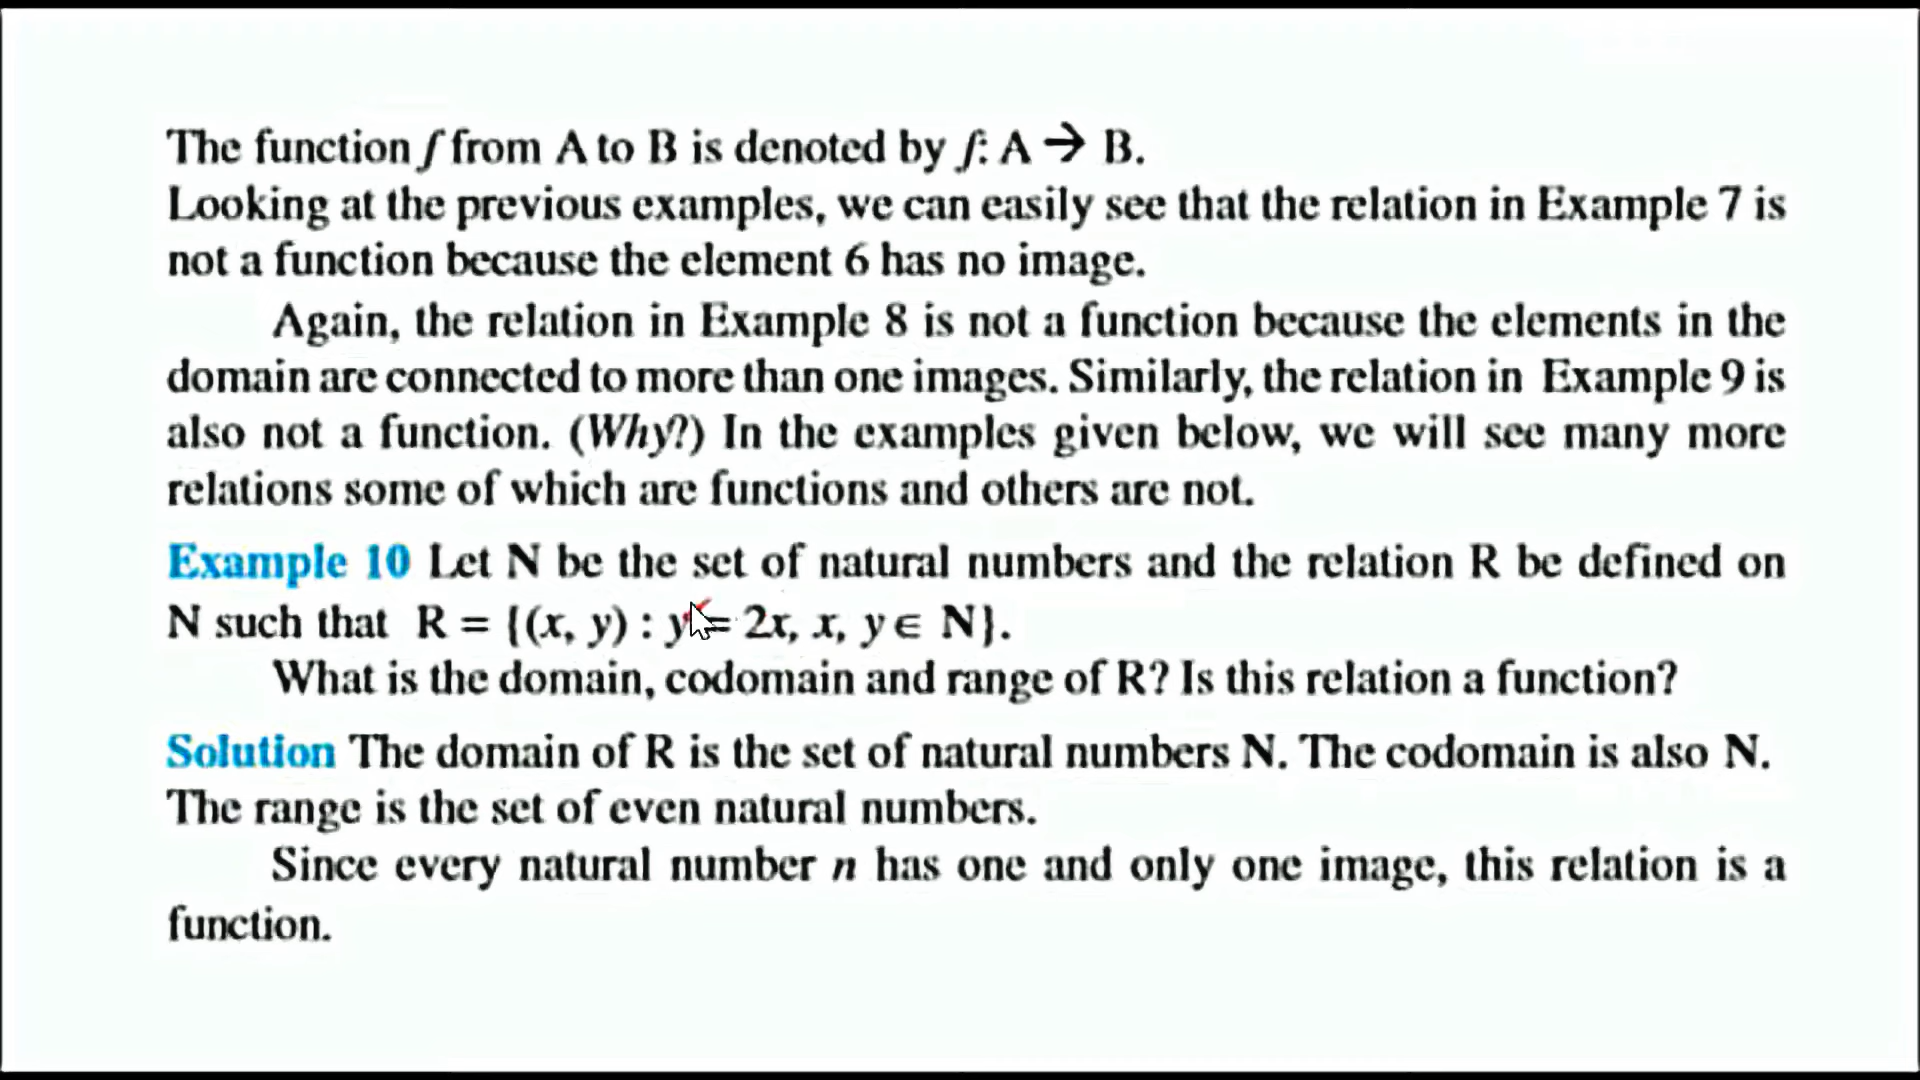 The function f from A to B is denoted by f: A → B.
Looking at the previous examples, we can easily see that the relation in Example 7 is
not a function because the element 6 has no image.
Again, the relation in Example 8 is not a function because the elements in the
domain are connected to more than one images. Similarly, the relation in Example 9 is
also not a function. (Why?) In the examples given below, we will see many more
relations some of which are functions and others are not.
Example 10 Let N be the set of natural numbers and the relation R be defined on
N such that R = {(x, y) : y = 2x, x, y ∈ N}.
What is the domain, codomain and range of R? Is this relation a function?
Solution The domain of R is the set of natural numbers N. The codomain is also N.
The range is the set of even natural numbers.
Since every natural number n has one and only one image, this relation is a
function.